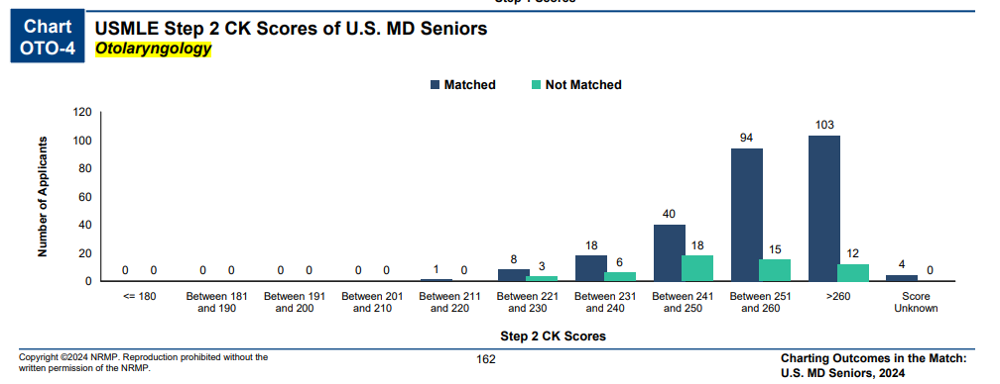 Chart
OTO-4
USMLE Step 2 CK Scores of U.S. MD Seniors
Otolaryngology
Matched Not Matched
Number of Applicants
120
100
80
60
40
20
0
0 0 0 0 0 0 0 0 1 0 8 3 18 6 40 18 94 15 103 12 4 0
<= 180
Between 181
and 190
Between 191
and 200
Between 201
and 210
Between 211
and 220
Between 221
and 230
Between 231
and 240
Between 241
and 250
Between 251
and 260
>260
Score
Unknown
Step 2 CK Scores
Copyright ©2024 NRMP. Reproduction prohibited without the
written permission of the NRMP.
162
Charting Outcomes in the Match:
U.S. MD Seniors, 2024